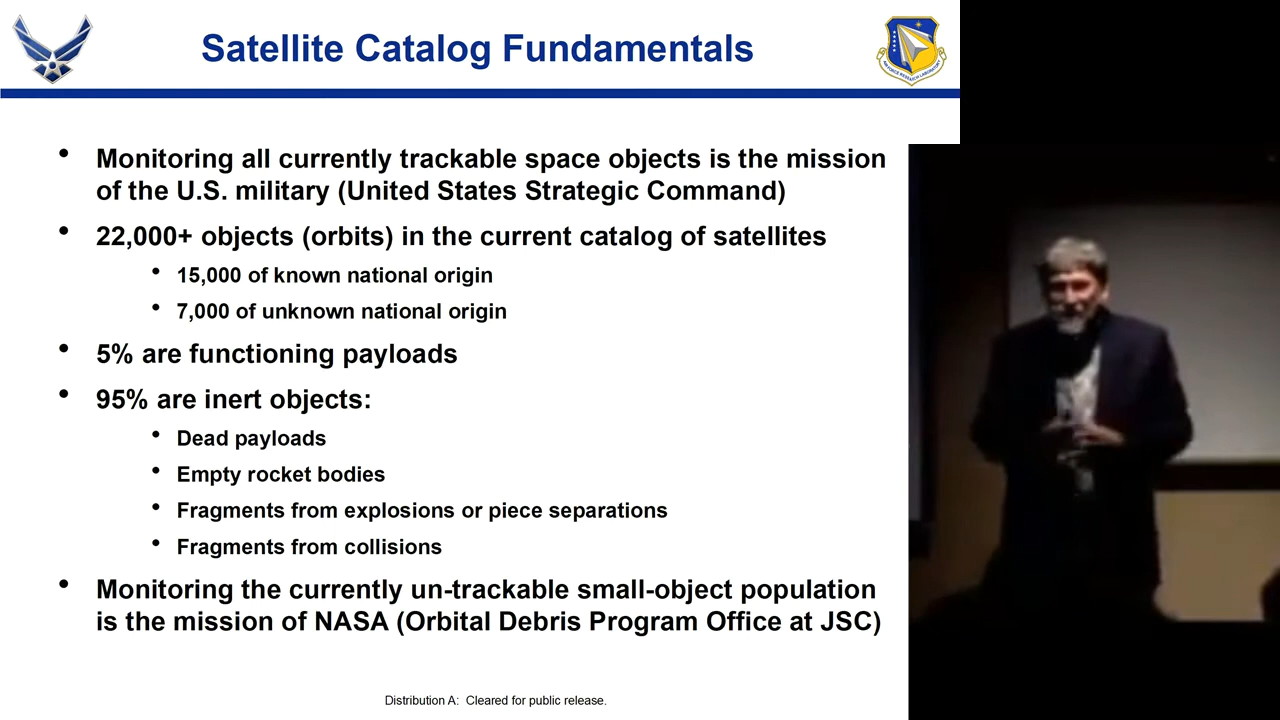 Satellite Catalog Fundamentals
AIR FORCE RESEARCH LABORATORY
• Monitoring all currently trackable space objects is the mission
of the U.S. military (United States Strategic Command)
• 22,000+ objects (orbits) in the current catalog of satellites
• 15,000 of known national origin
• 7,000 of unknown national origin
• 5% are functioning payloads
• 95% are inert objects:
• Dead payloads
• Empty rocket bodies
• Fragments from explosions or piece separations
• Fragments from collisions
• Monitoring the currently un-trackable small-object population
is the mission of NASA (Orbital Debris Program Office at JSC)
Distribution A:  Cleared for public release.